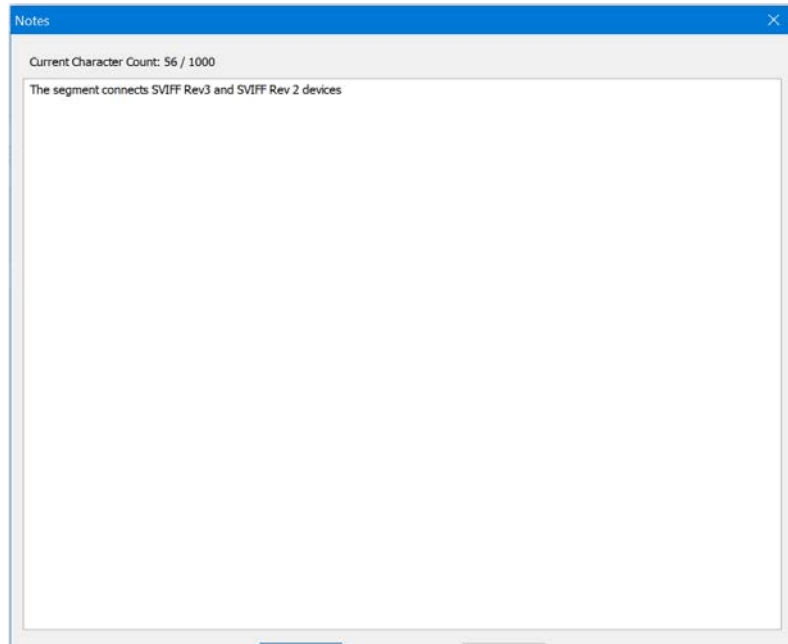 Notes
Current Character Count: 56 / 1000
The segment connects SVIFF Rev3 and SVIFF Rev 2 devices